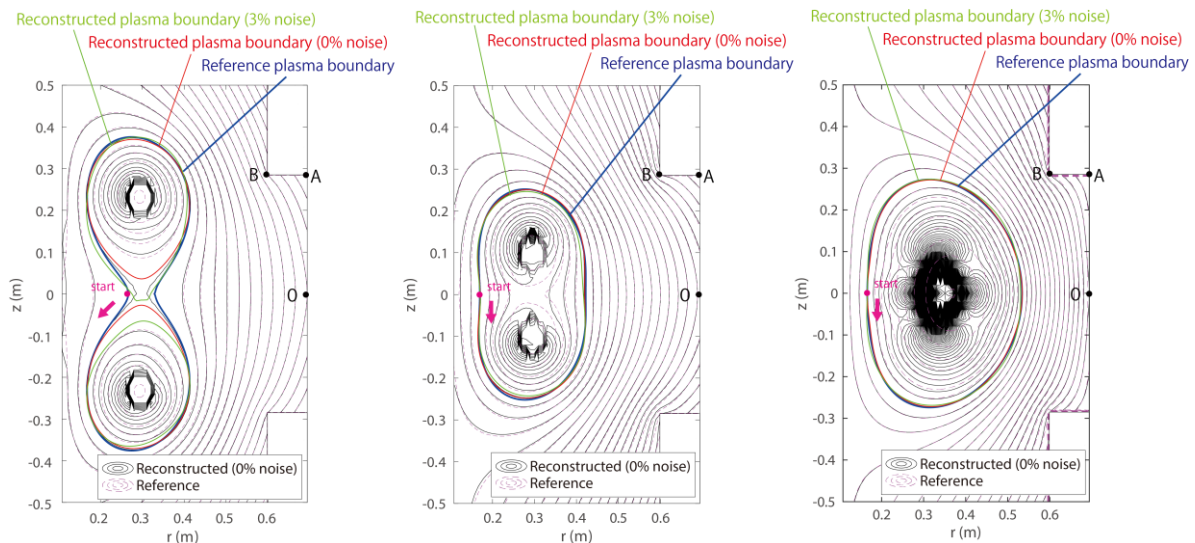 Reconstructed plasma boundary (3% noise)
Reconstructed plasma boundary (0% noise)
Reference plasma boundary
0.5
0.4
0.3
0.2
0.1
0
-0.1
-0.2
-0.3
-0.4
-0.5
z (m)
B
A
O
start
Reconstructed (0% noise)
Reference
0.2
0.3
0.4
0.5
0.6
r (m)
Reconstructed plasma boundary (3% noise)
Reconstructed plasma boundary (0% noise)
Reference plasma boundary
0.5
0.4
0.3
0.2
0.1
0
-0.1
-0.2
-0.3
-0.4
-0.5
z (m)
B
A
O
start
Reconstructed (0% noise)
Reference
0.2
0.3
0.4
0.5
0.6
r (m)
Reconstructed plasma boundary (3% noise)
Reconstructed plasma boundary (0% noise)
Reference plasma boundary
0.5
0.4
0.3
0.2
0.1
0
-0.1
-0.2
-0.3
-0.4
-0.5
z (m)
B
A
O
start
Reconstructed (0% noise)
Reference
0.2
0.3
0.4
0.5
0.6
r (m)